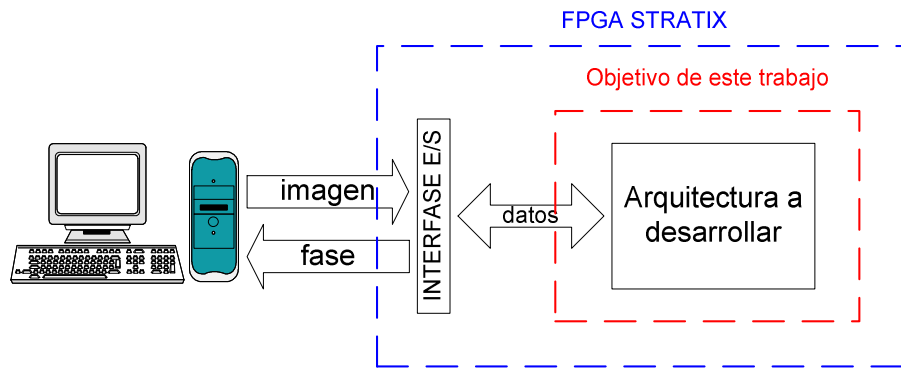 FPGA STRATIX
Objetivo de este trabajo
imagen
fase
INTERFASE E/S
datos
Arquitectura a
desarrollar